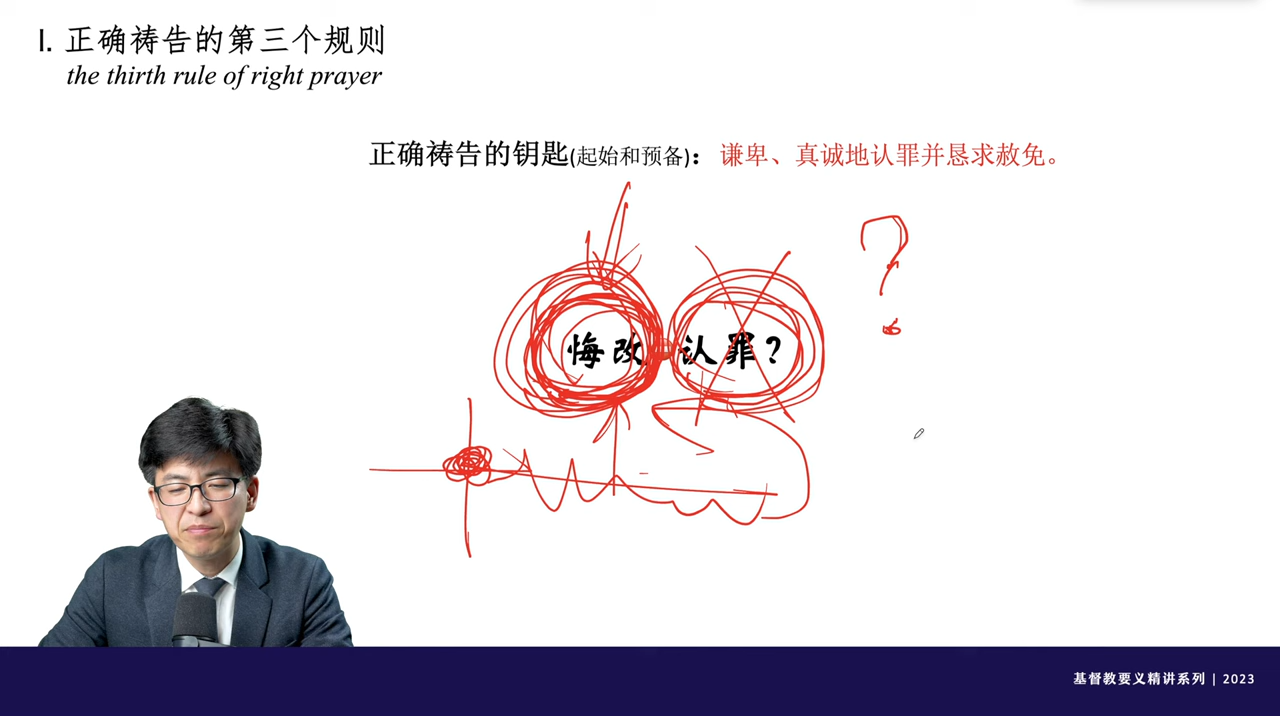 I. 正确祷告的第三个规则
the thirth rule of right prayer
正确祷告的钥匙(起始和预备)：谦卑、真诚地认罪并恳求赦免。
悔改 认罪？
?
基督教要义精讲系列 | 2023